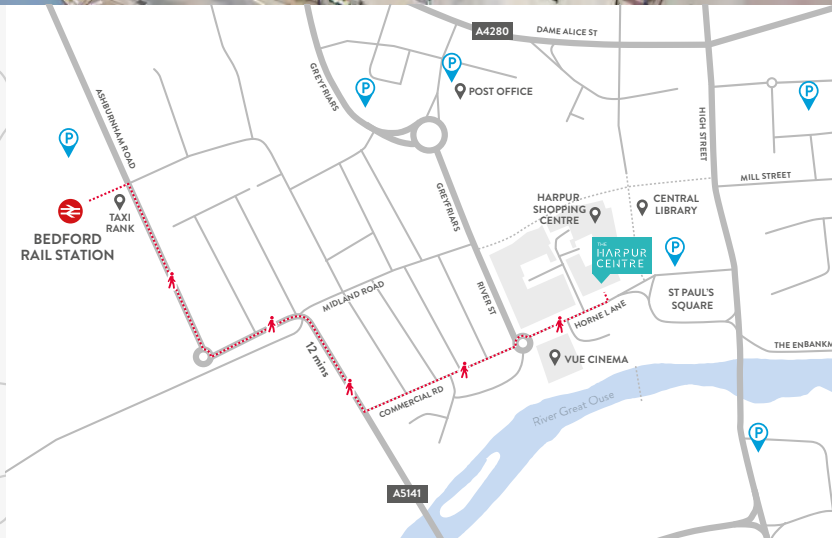 A4280
DAME ALICE ST
GREYFRIARS
P
P
POST OFFICE
P
ASHBURNHAM ROAD
P
HIGH STREET
MILL STREET
TAXI
RANK
BEDFORD
RAIL STATION
GREYFRIARS
HARPUR
SHOPPING
CENTRE
CENTRAL
LIBRARY
THE
HARPUR
CENTRE
P
ST PAUL'S
SQUARE
MIDLAND ROAD
RIVER ST
HORNE LANE
12 mins
VUE CINEMA
THE ENBANKM
COMMERCIAL RD
River Great Ouse
P
A5141